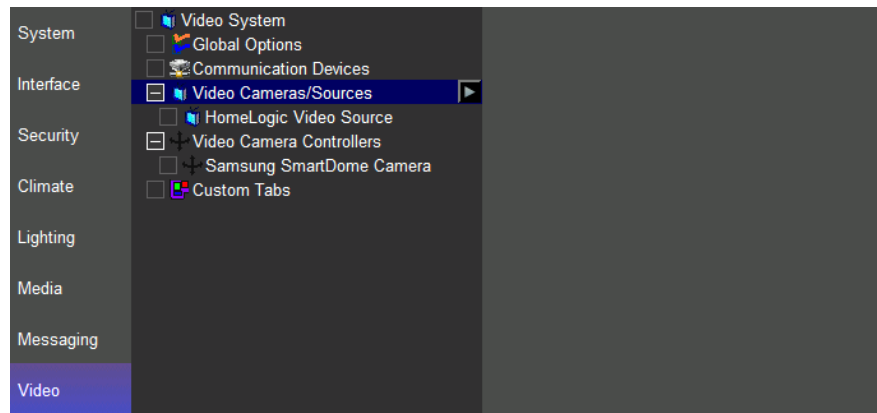 System
Interface
Security
Climate
Lighting
Media
Messaging
Video
Video System
Global Options
Communication Devices
Video Cameras/Sources
HomeLogic Video Source
Video Camera Controllers
Samsung SmartDome Camera
Custom Tabs